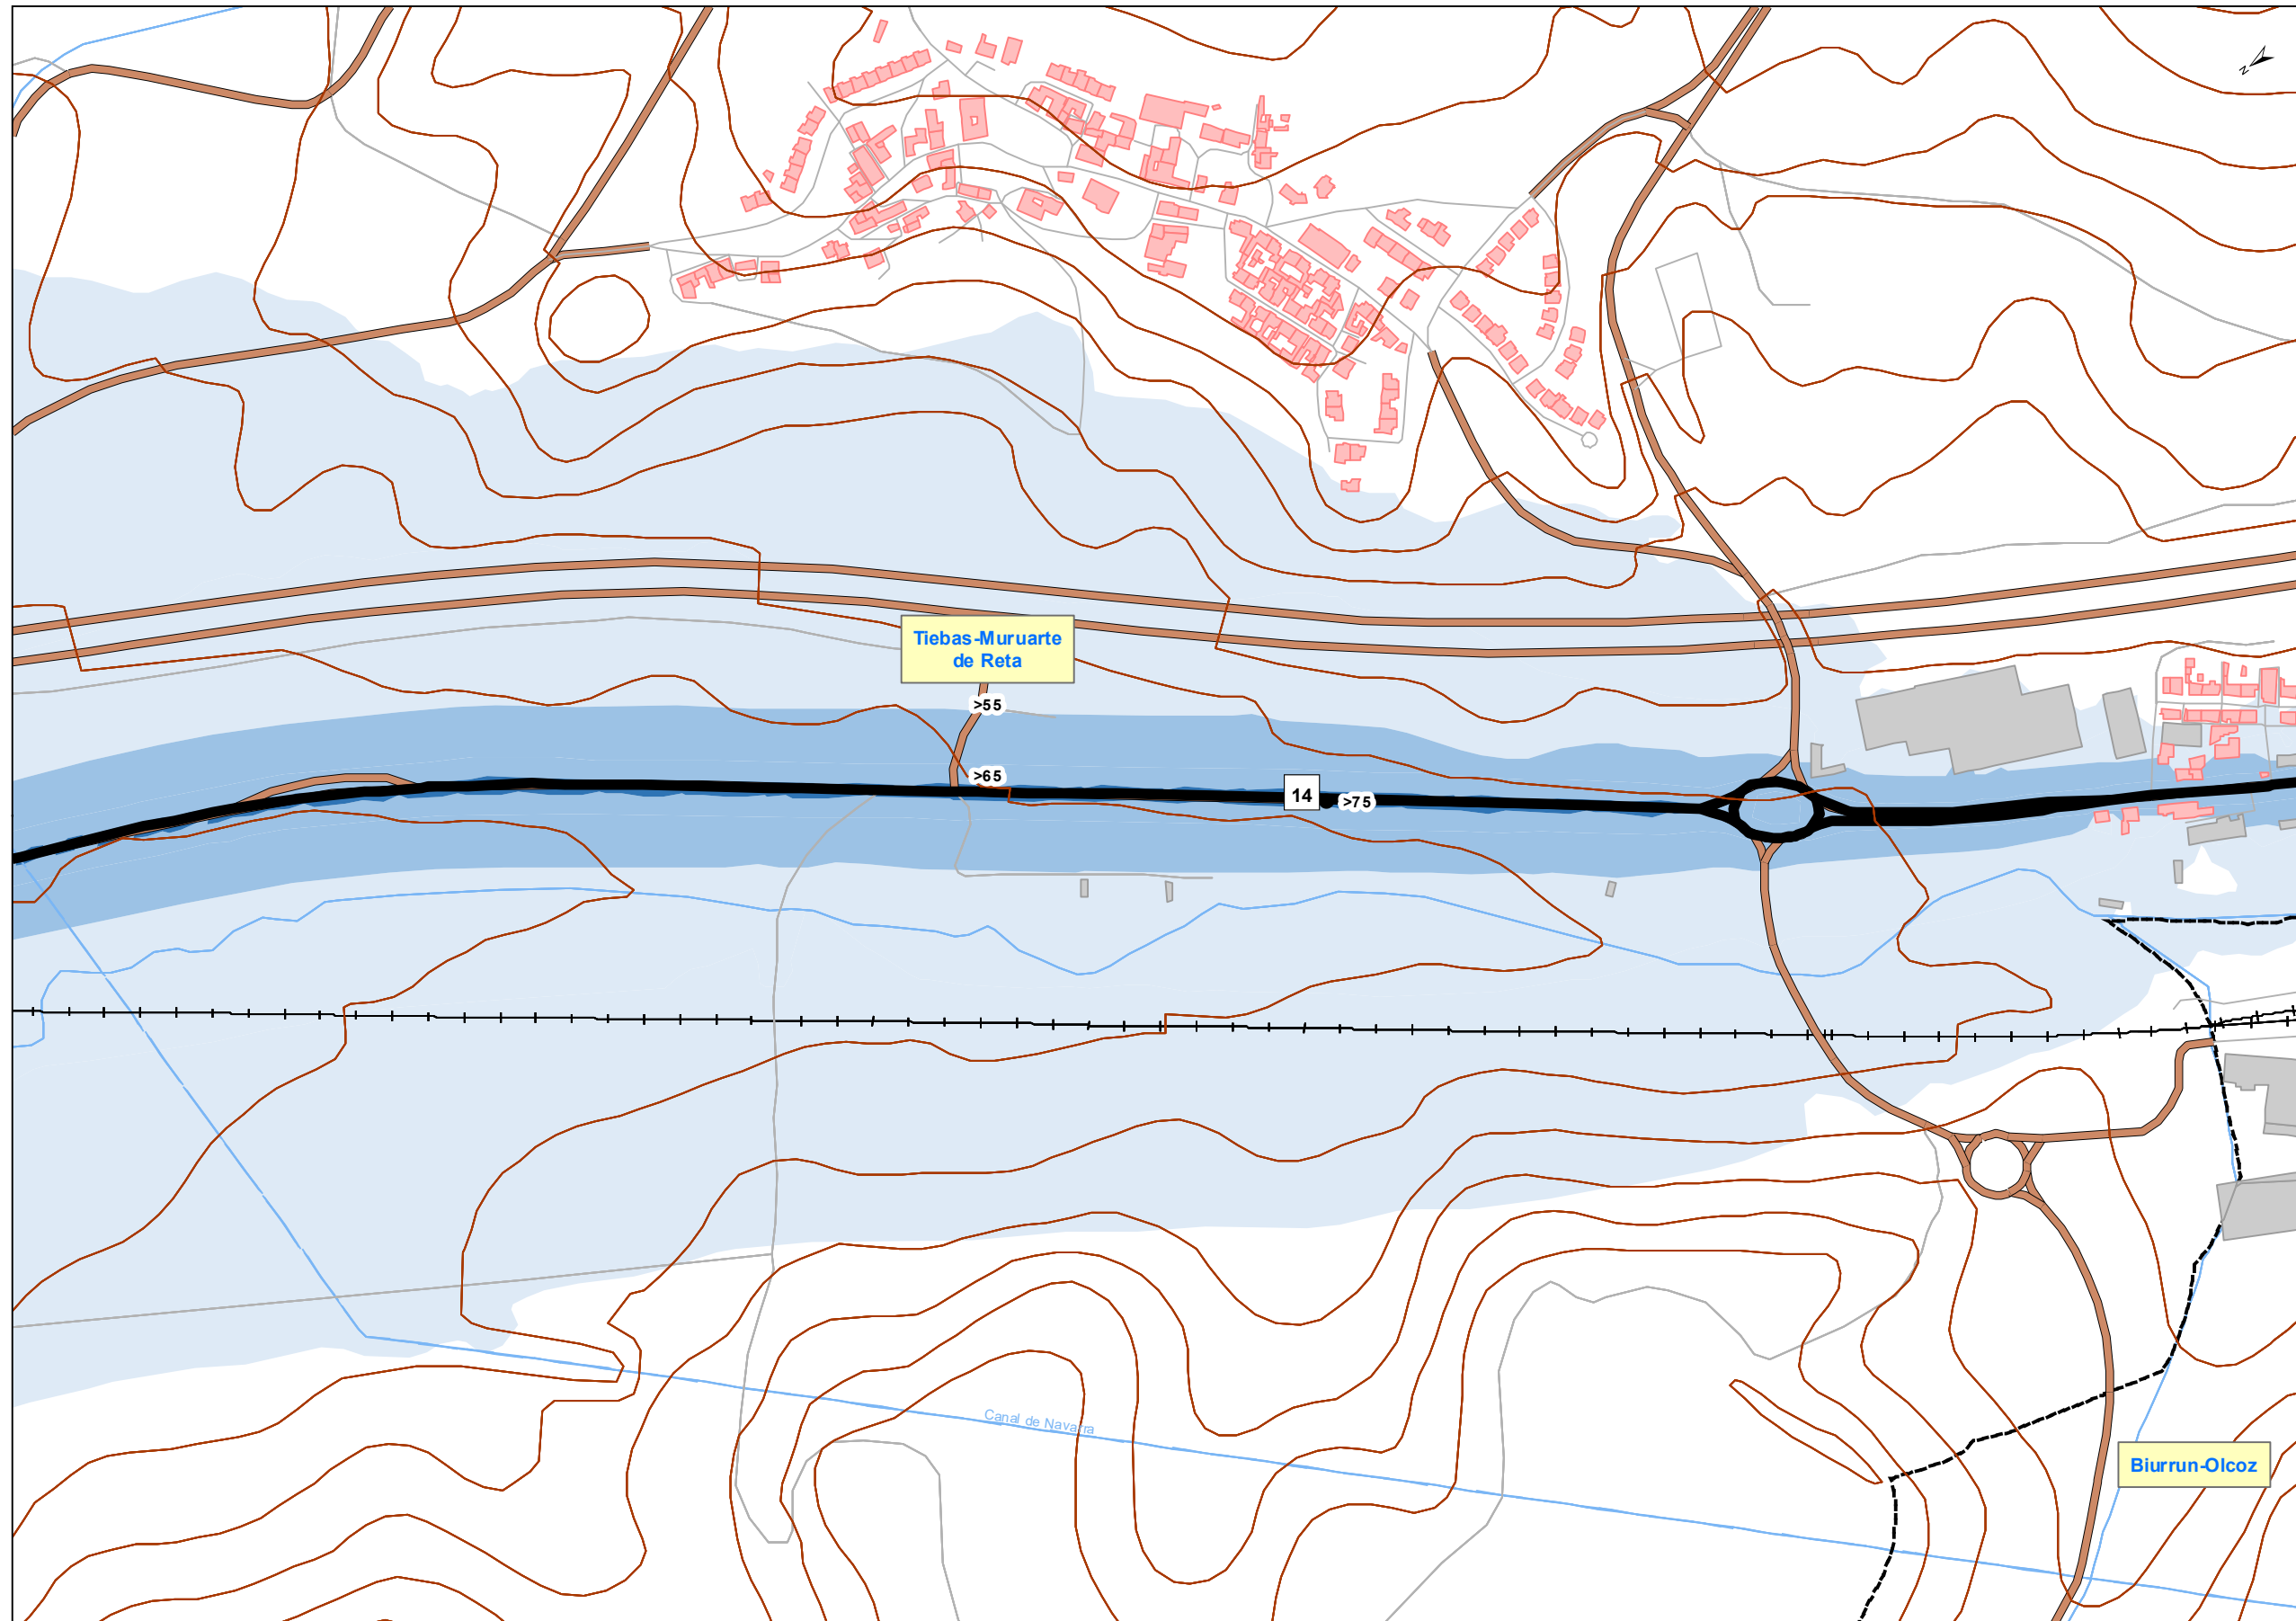 N
Tiebas-Muruarte
de Reta
>55
>65
14
>75
Canal de Navarra
Biurrun-Olcoz